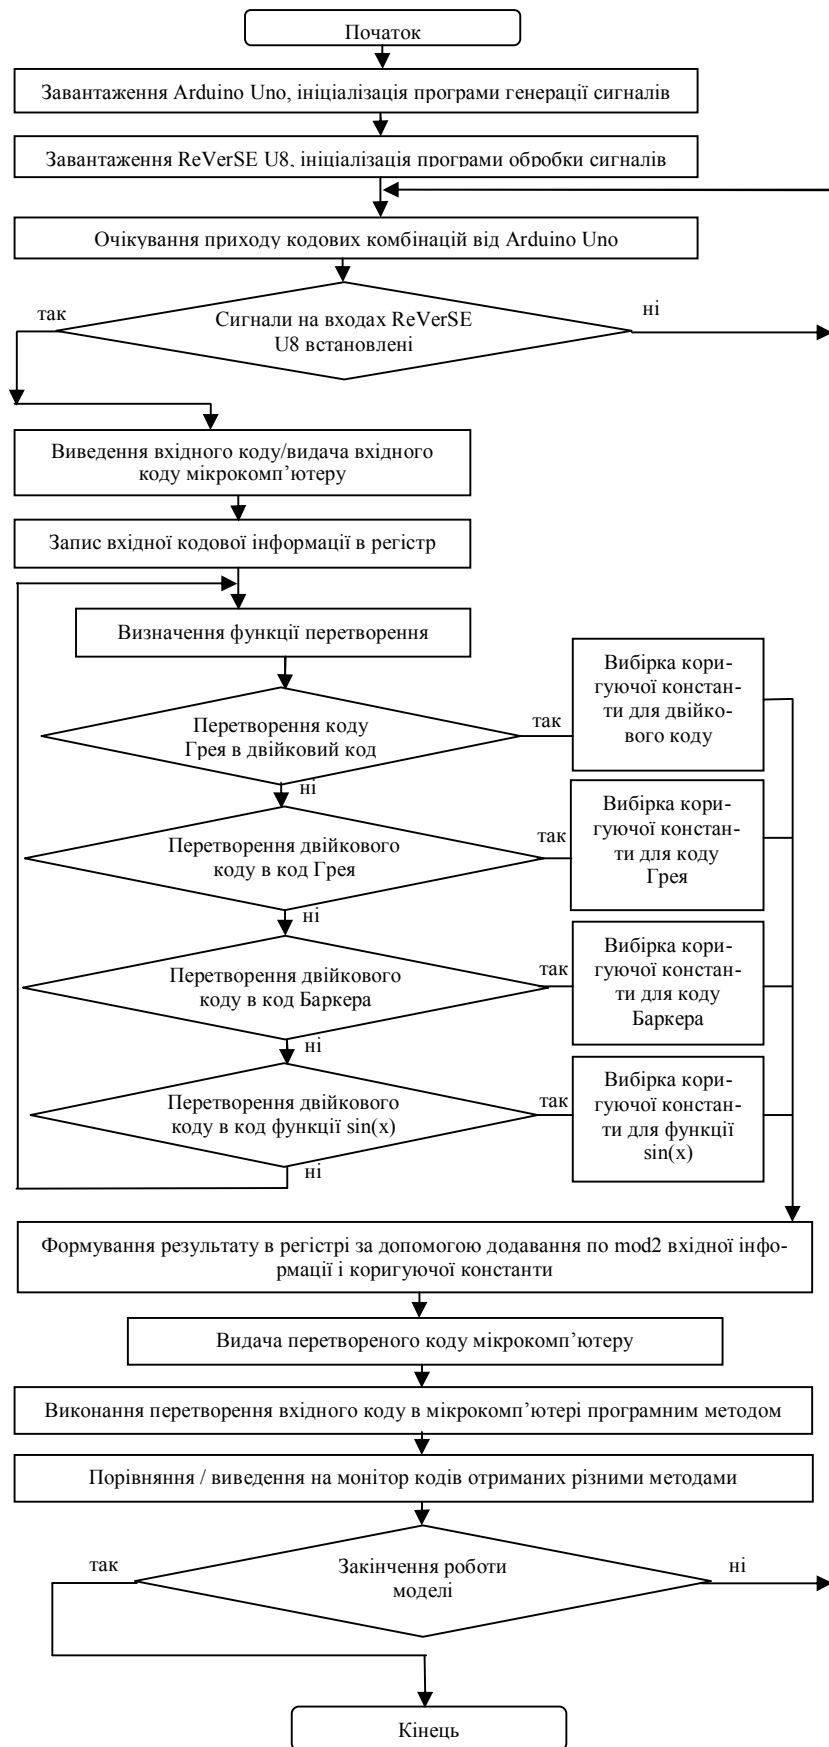 Початок
Завантаження Arduino Uno, ініціалізація програми генерації сигналів
Завантаження ReVerSE U8, ініціалізація програми обробки сигналів
Очікування приходу кодових комбінацій від Arduino Uno
так
Сигнали на входах ReVerSE
U8 встановлені
ні
Виведення вхідного коду/видача вхідного
коду мікрокомп’ютеру
Запис вхідної кодової інформації в регістр
Визначення функції перетворення
Перетворення коду
Грея в двійковий код
так
ні
Вибірка кори-
гуючої констан-
ти для двійко-
вого коду
Перетворення двійкового
коду в код Грея
так
ні
Вибірка кори-
гуючої констан-
ти для коду
Грея
Перетворення двійкового
коду в код Баркера
так
ні
Вибірка кори-
гуючої констан-
ти для коду
Баркера
Перетворення двійкового
коду в код функції sin(x)
так
ні
Вибірка кори-
гуючої констан-
ти для функції
sin(x)
Формування результату в регістрі за допомогою додавання по mod2 вхідної інфо-
рмації і коригуючої константи
Видача перетвореного коду мікрокомп’ютеру
Виконання перетворення вхідного коду в мікрокомп’ютері програмним методом
Порівняння / виведення на монітор кодів отриманих різними методами
так
Закінчення роботи
моделі
ні
Кінець